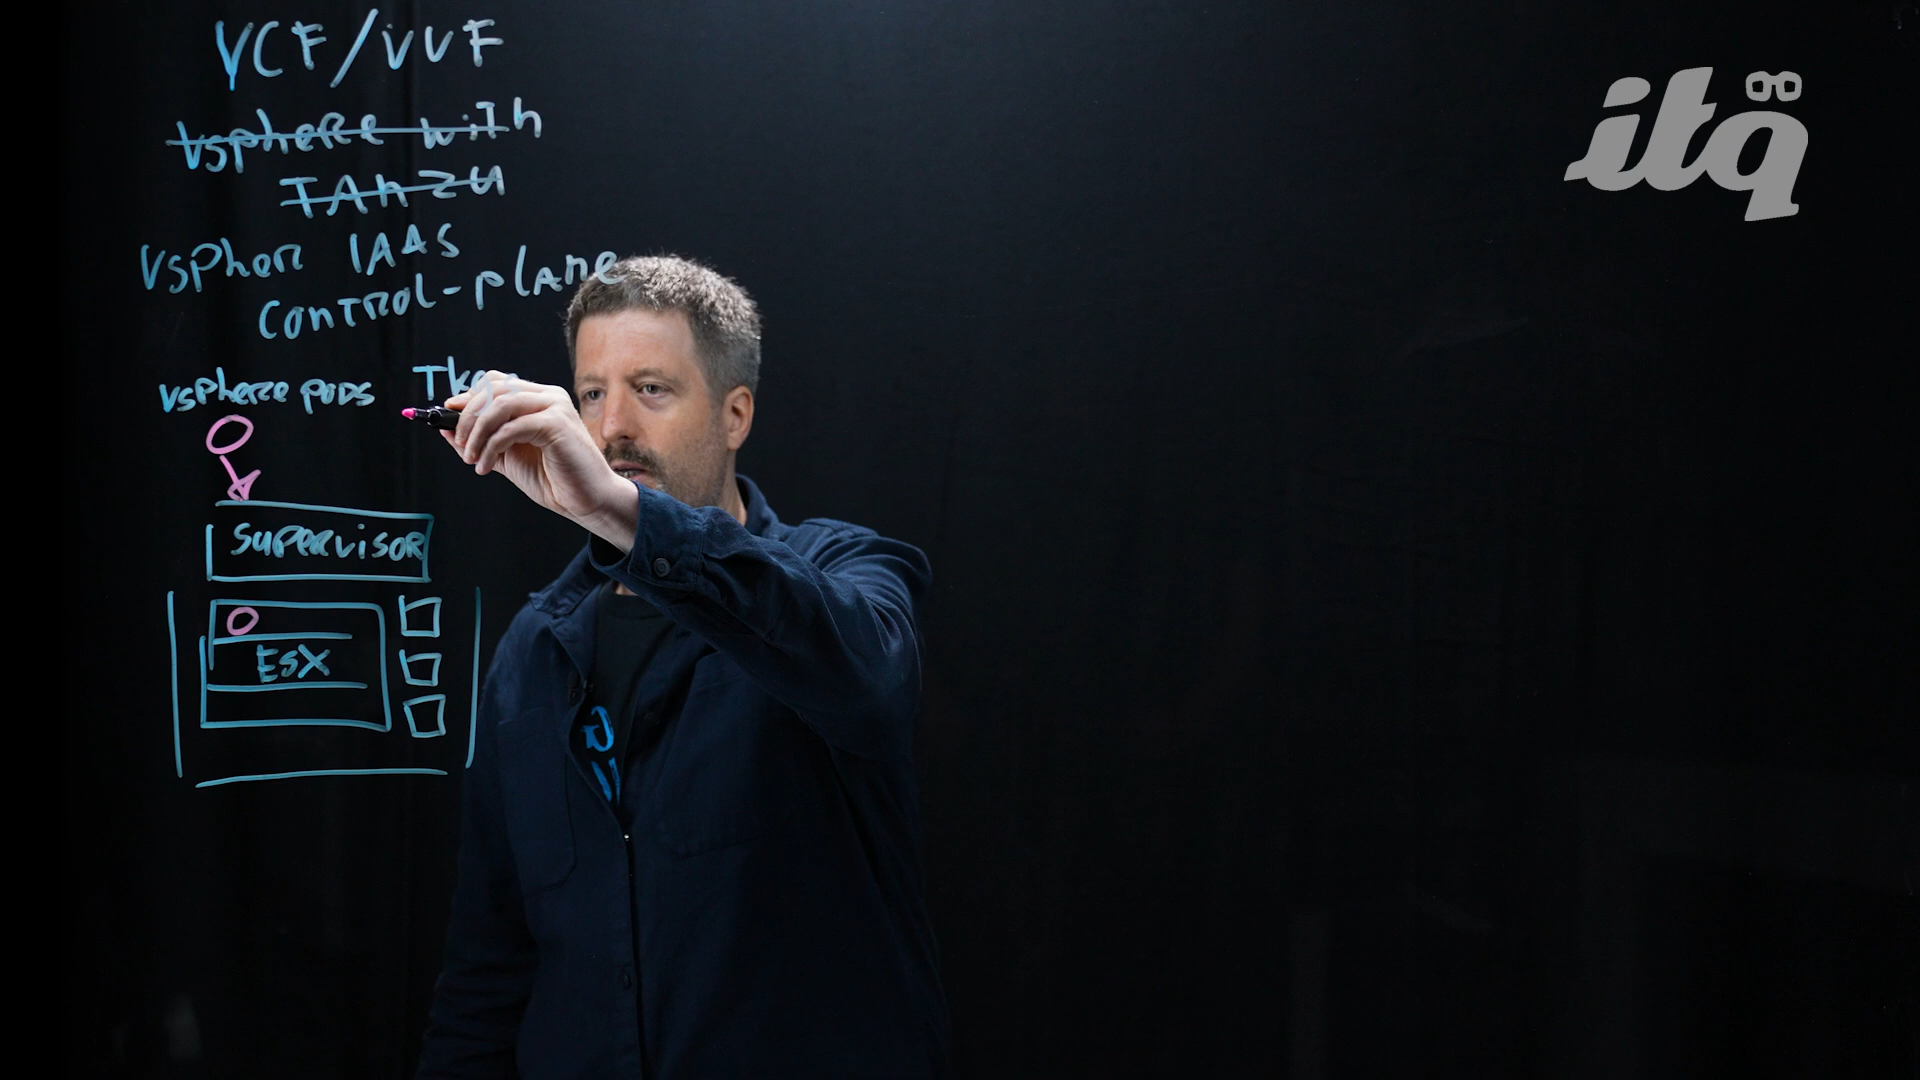 VCF/VVF
itq
vsphere with
TAnzu
vsphere IAAS
control-plane
vsphere pods
supervisor
ESX